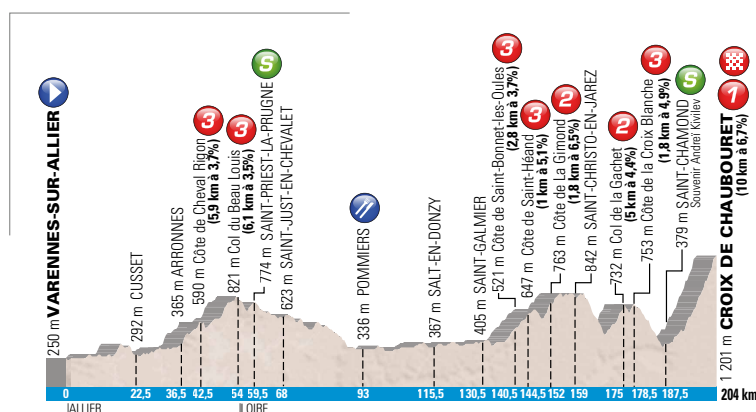 250 m VARENNES-SUR-ALLIER
292 m CUSSET
365 m ARRONNES
3
590 m Côte de Cheval Rigon
(5,9 km à 3,7%)
3
821 m Col du Beau Louis
(6,1 km à 3,5%)
S
774 m SAINT-PRIEST-LA-PRUGNE
623 m SAINT-JUST-EN-CHEVALET
336 m POMMIERS
367 m SALT-EN-DONZY
405 m SAINT-GALMIER
3
521 m Côte de Saint-Bonnet-les-Oules
(2,8 km à 3,7%)
3
647 m Côte de Saint-Héand
(1 km à 5,1%)
2
763 m Côte de La Gimond
(1,8 km à 6,5%)
842 m SAINT-CHRISTO-EN-JAREZ
2
732 m Col de la Gachet
(5 km à 4,4%)
3
753 m Côte de la Croix Blanche
(1,8 km à 4,9%)
S
379 m SAINT-CHAMOND
Souvenir Andreï Kivilev
1
1 201 m CROIX DE CHAUBOURET
(10 km à 6,7%)
0 22,5 36,5 42,5 54 59,5 68 93 115,5 130,5 140,5 144,5 152 159 175 178,5 187,5 204 km
ALLIER LOIRE